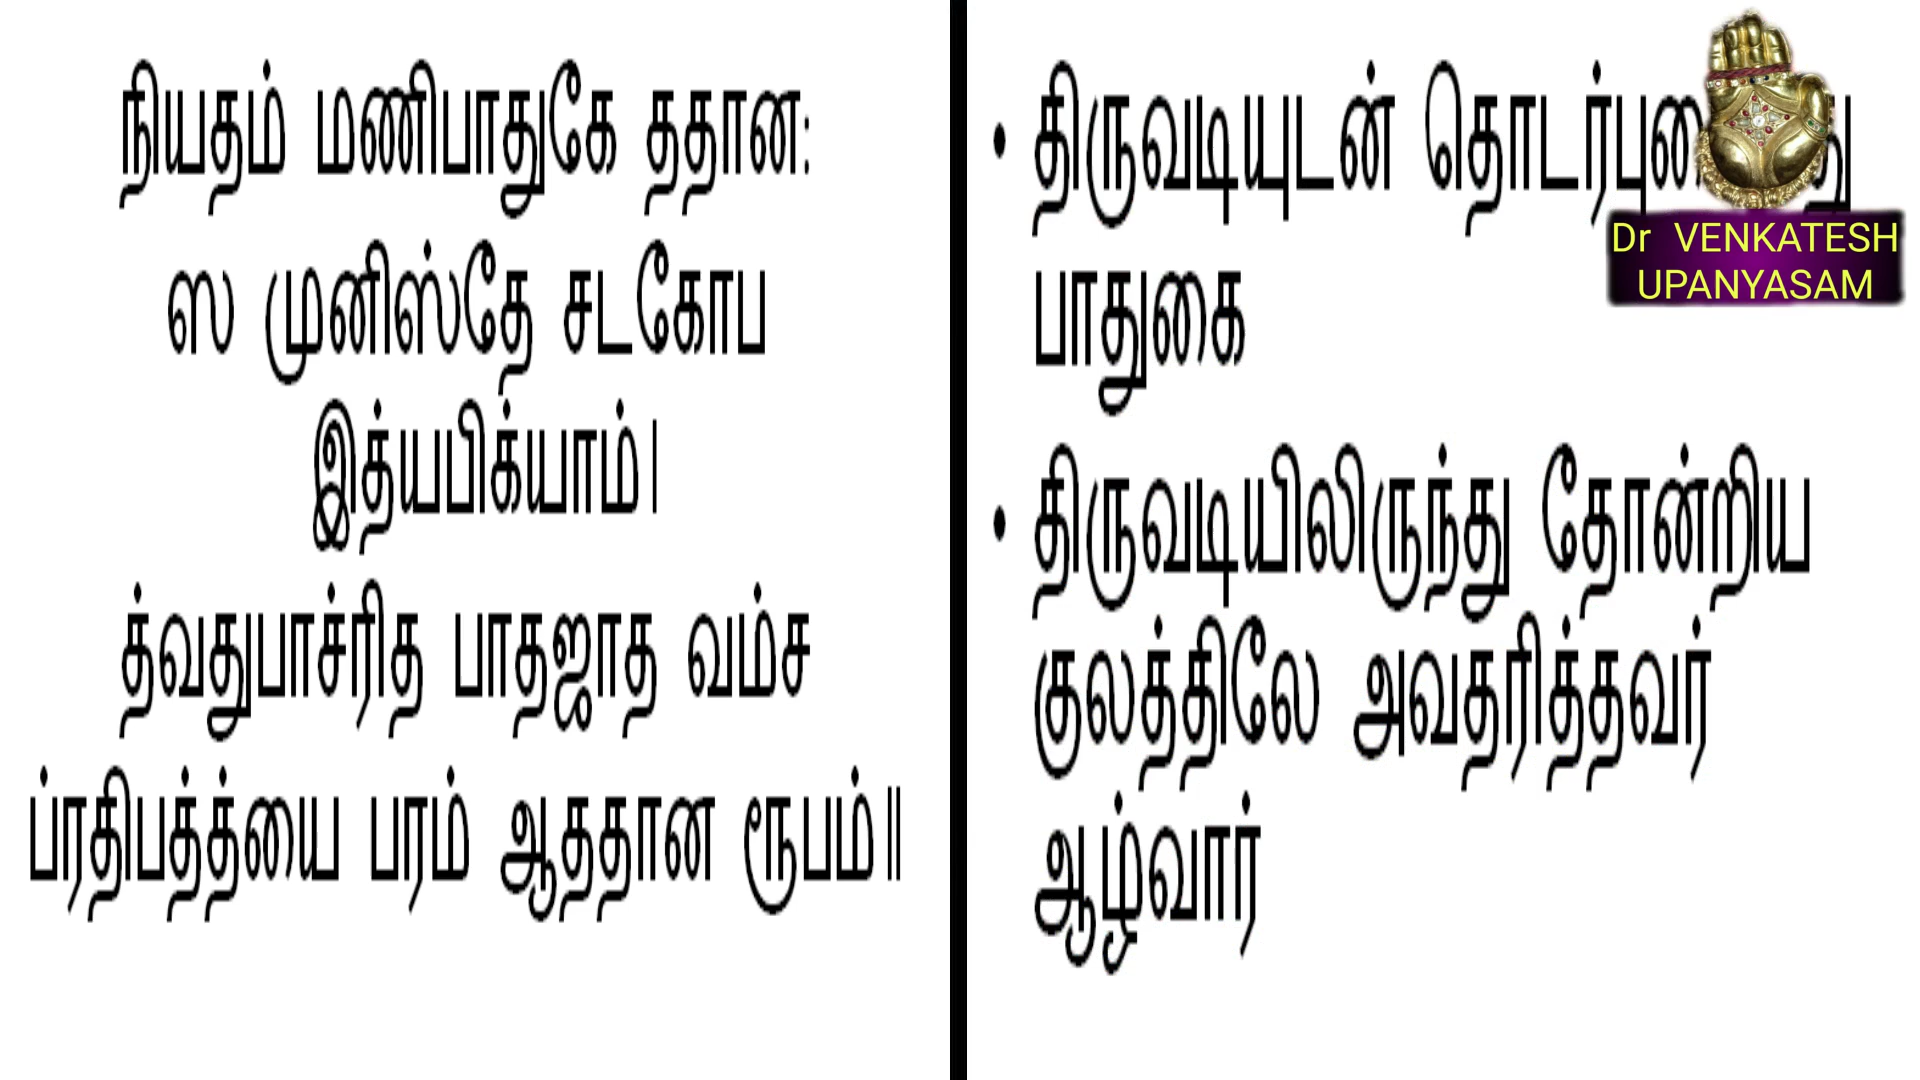 நியதம் மணிபாதுகே ததான:
ஸ முனிஸ்தே சடகோப
இத்யபிக்யாம்।
த்வதுபாச்ரித பாதஜாத வம்ச
ப்ரதிபத்த்யை பரம் ஆததான ரூபம்॥
• திருவடியுடன்
பாதுகை
• திருவடியிலிருந்து தோன்றிய
குலத்திலே அவதரித்தவர்
ஆழ்வார்
Dr VENKATESH
UPANYASAM